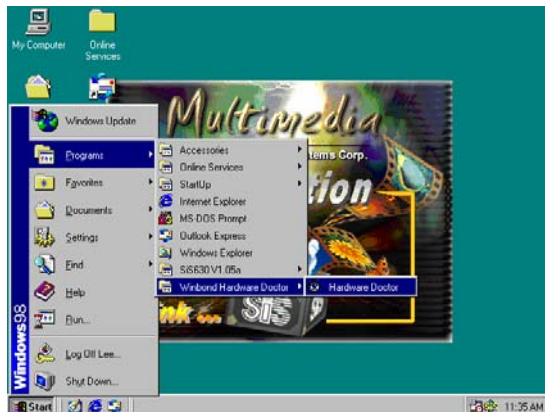 My Computer
Online Services
Multimedia
tems Corp.
tion
Windows Update
Programs
Favorites
Documents
Settings
Find
Help
Run...
Log Off Lee...
Shut Down...
Windows98
Accessories
Online Services
StartUp
Internet Explorer
MS-DOS Prompt
Outlook Express
Windows Explorer
SiS630 V1.05a
Winbond Hardware Doctor
Hardware Doctor
nk...
SiS
Start
11:35 AM